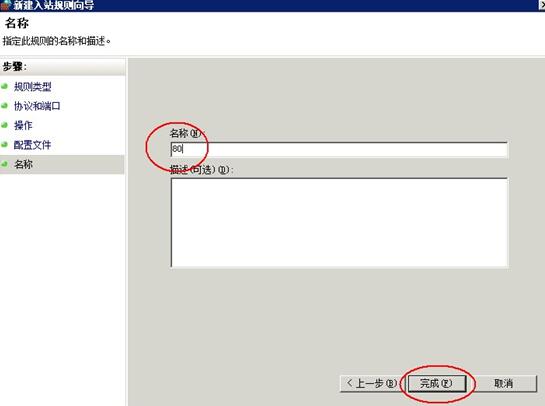 新建入站规则向导
名称
指定此规则的名称和描述。
步骤:
规则类型
协议和端口
操作
配置文件
名称
名称(N):
80
描述(可选)(D):
< 上一步(B)
完成(F)
取消